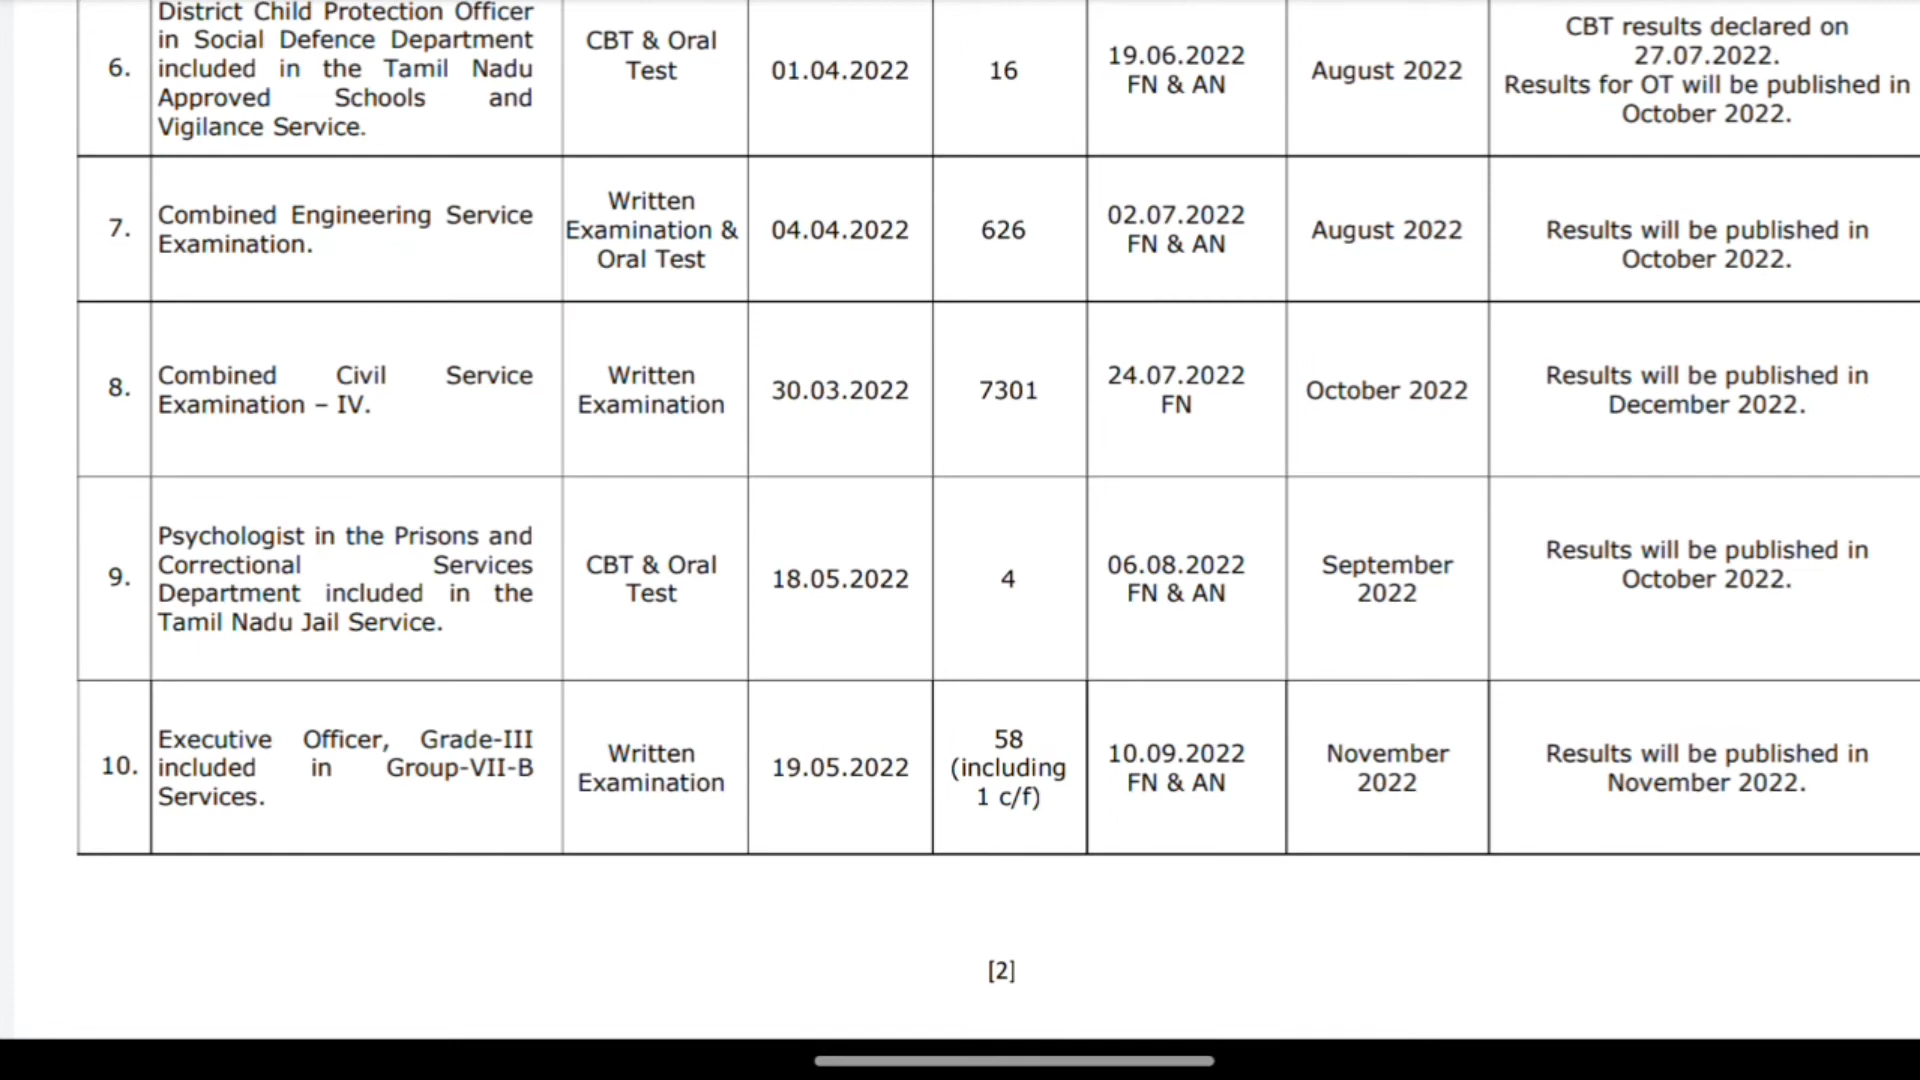 6.
District Child Protection Officer
in Social Defence Department
included in the Tamil Nadu
Approved Schools and
Vigilance Service.
CBT & Oral
Test
01.04.2022
16
19.06.2022
FN & AN
August 2022
CBT results declared on
27.07.2022.
Results for OT will be published in
October 2022.
7.
Combined Engineering Service
Examination.
Written
Examination &
Oral Test
04.04.2022
626
02.07.2022
FN & AN
August 2022
Results will be published in
October 2022.
8.
Combined Civil Service
Examination – IV.
Written
Examination
30.03.2022
7301
24.07.2022
FN
October 2022
Results will be published in
December 2022.
9.
Psychologist in the Prisons and
Correctional Services
Department included in the
Tamil Nadu Jail Service.
CBT & Oral
Test
18.05.2022
4
06.08.2022
FN & AN
September
2022
Results will be published in
October 2022.
10.
Executive Officer, Grade-III
included in Group-VII-B
Services.
Written
Examination
19.05.2022
58
(including
1 c/f)
10.09.2022
FN & AN
November
2022
Results will be published in
November 2022.
[2]